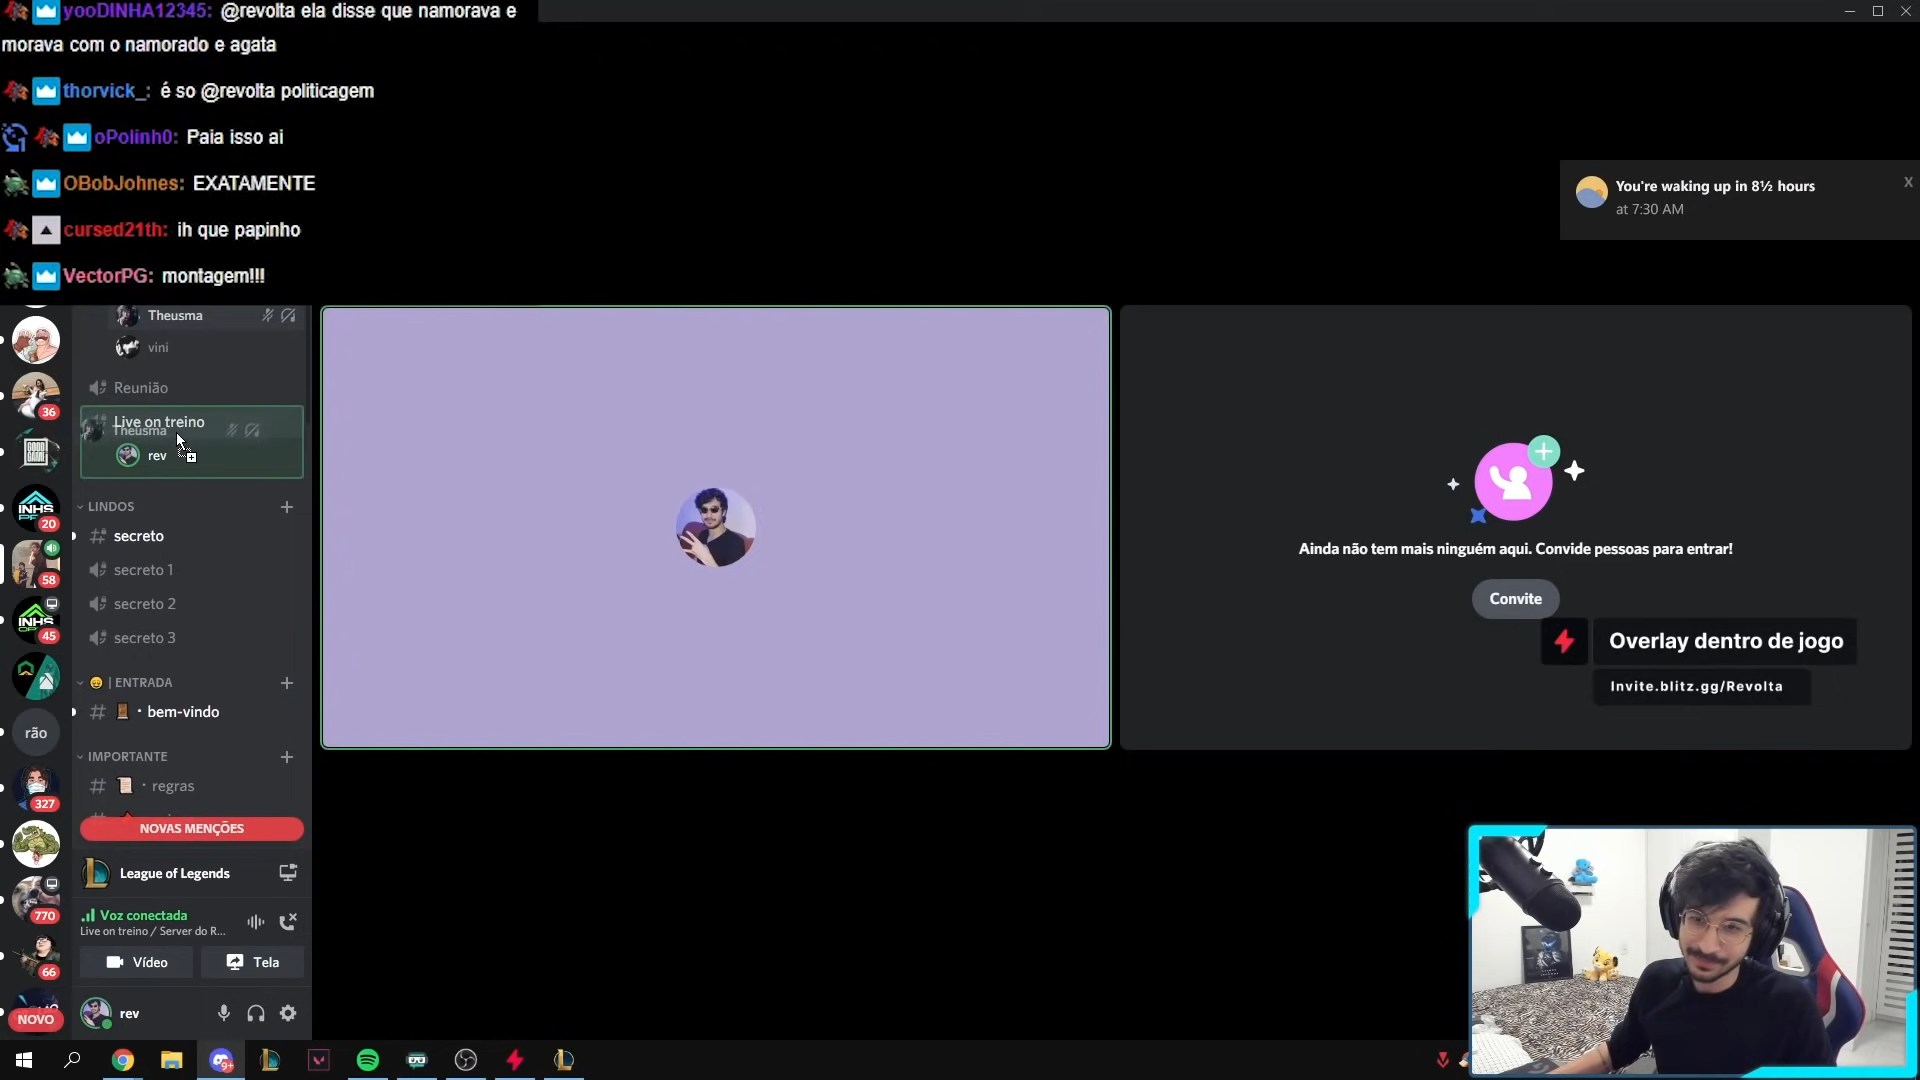 yooDINHA12345: @revolta ela disse que namorava e
morava com o namorado e agata
thorvick_: é so @revolta politicagem
oPolinh0: Paia isso ai
OBobJohnes: EXATAMENTE
cursed21th: ih que papinho
VectorPG: montagem!!!
You're waking up in 8½ hours
at 7:30 AM
X
Theusma
vini
Reunião
Live on treino
Theusma
rev
LINDOS
secreto
secreto 1
secreto 2
secreto 3
| ENTRADA
bem-vindo
IMPORTANTE
regras
NOVAS MENÇÕES
League of Legends
Voz conectada
Live on treino / Server do R...
Vídeo
Tela
rev
36
20
58
45
rão
327
770
66
NOVO
9+
Ainda não tem mais ninguém aqui. Convide pessoas para entrar!
Convite
Overlay dentro de jogo
Invite.blitz.gg/Revolta